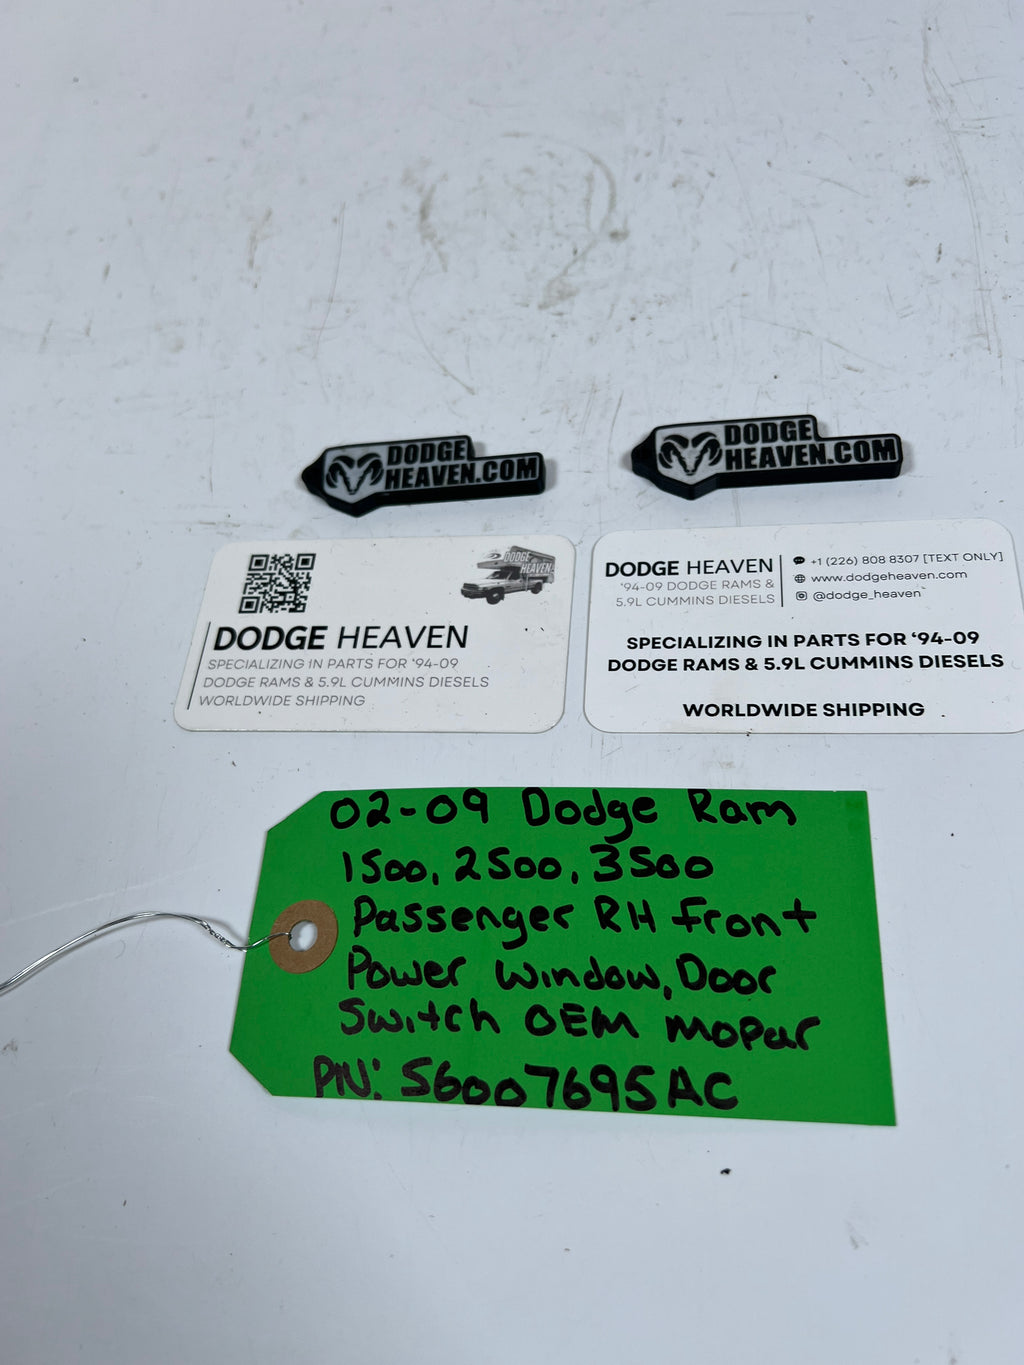 DODGE
HEAVEN.COM
DODGE
HEAVEN.COM
DODGE
HEAVEN
DODGE HEAVEN
SPECIALIZING IN PARTS FOR '94-09
DODGE RAMS & 5.9L CUMMINS DIESELS
WORLDWIDE SHIPPING
DODGE HEAVEN
'94-09 DODGE RAMS &
5.9L CUMMINS DIESELS
+1 (226) 808 8307 [TEXT ONLY]
www.dodgeheaven.com
@dodge_heaven
SPECIALIZING IN PARTS FOR '94-09
DODGE RAMS & 5.9L CUMMINS DIESELS
WORLDWIDE SHIPPING
02-09 Dodge Ram
1500, 2500, 3500
Passenger RH Front
Power Window, Door
Switch OEM Mopar
PN: 56007695AC